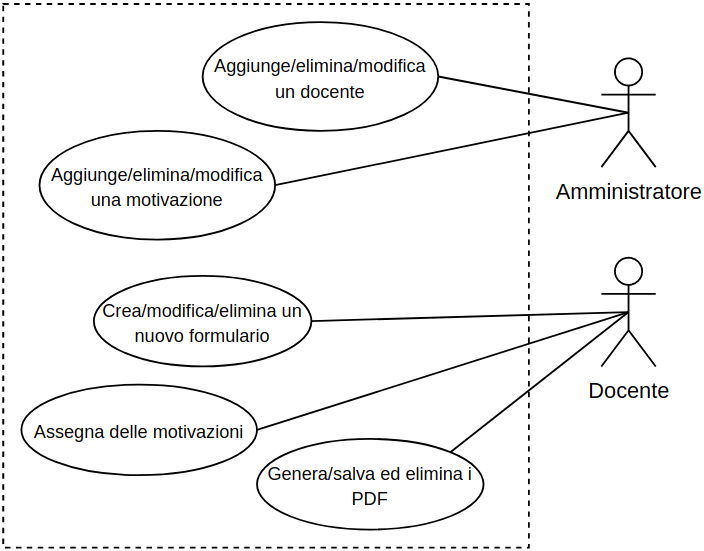 Aggiunge/elimina/modifica
un docente
Aggiunge/elimina/modifica
una motivazione
Amministratore
Crea/modifica/elimina un
nuovo formulario
Docente
Assegna delle motivazioni
Genera/salva ed elimina i
PDF